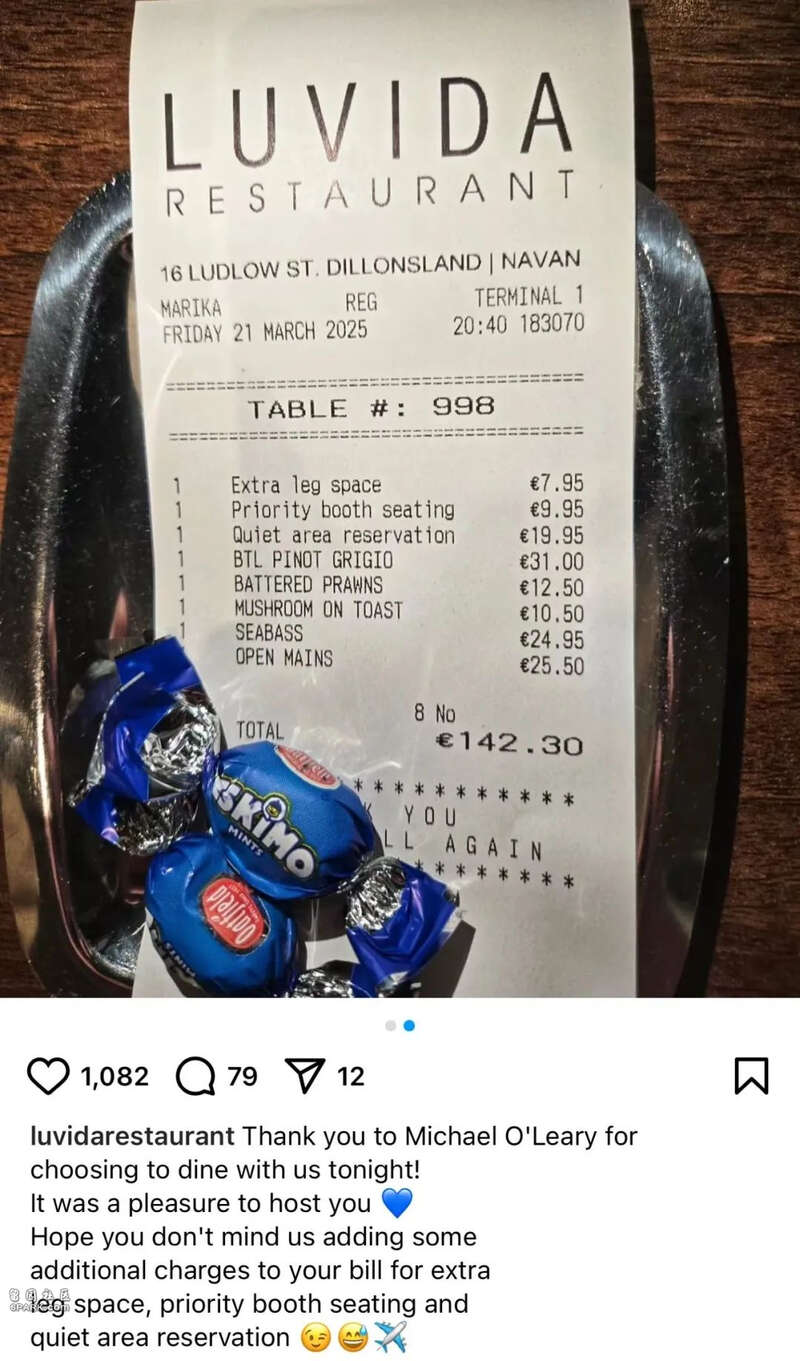 LUVIDA
RESTAURANT
16 LUDLOW ST. DILLONSLAND | NAVAN
MARIKA REG TERMINAL 1
FRIDAY 21 MARCH 2025 20:40 183070
TABLE #: 998
1 Extra leg space €7.95
1 Priority booth seating €9.95
1 Quiet area reservation €19.95
1 BTL PINOT GRIGIO €31.00
1 BATTERED PRAWNS €12.50
1 MUSHROOM ON TOAST €10.50
1 SEABASS €24.95
OPEN MAINS €25.50
8 No
TOTAL €142.30
* * * * * * * * * * *
YOU
LL AGAIN
* * * * * * * *
ESKIMO
MINTS
Oatfield
MINTS
1,082 79 12
luvidarestaurant Thank you to Michael O'Leary for
choosing to dine with us tonight!
It was a pleasure to host you 💙
Hope you don't mind us adding some
additional charges to your bill for extra
leg space, priority booth seating and
quiet area reservation 😉 😅 ✈️